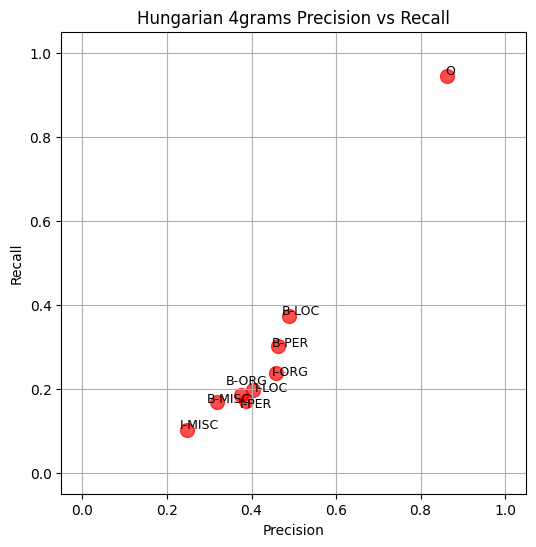 Hungarian 4grams Precision vs Recall
1.0
0.8
0.6
0.4
0.2
0.0
Recall
O
B-LOC
B-PER
I-ORG
B-ORG
I-LOC
B-MISC
I-PER
I-MISC
0.0 0.2 0.4 0.6 0.8 1.0
Precision